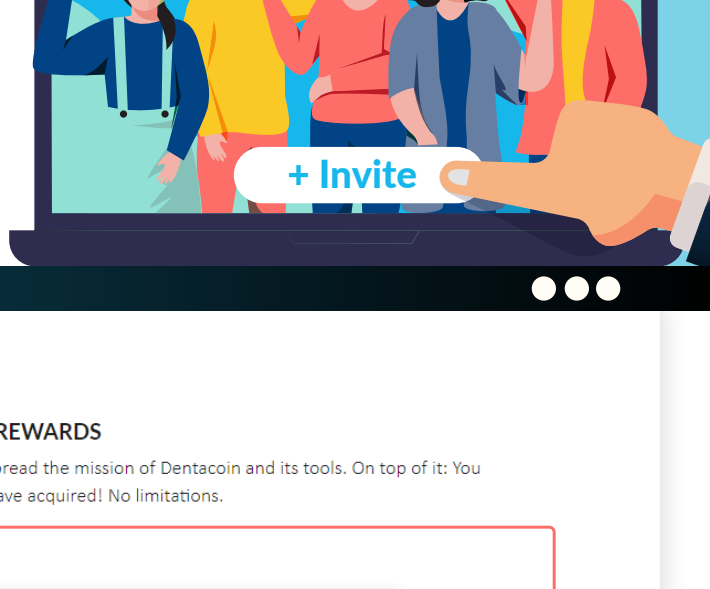 + Invite
REWARDS
pread the mission of Dentacoin and its tools. On top of it: You
ave acquired! No limitations.